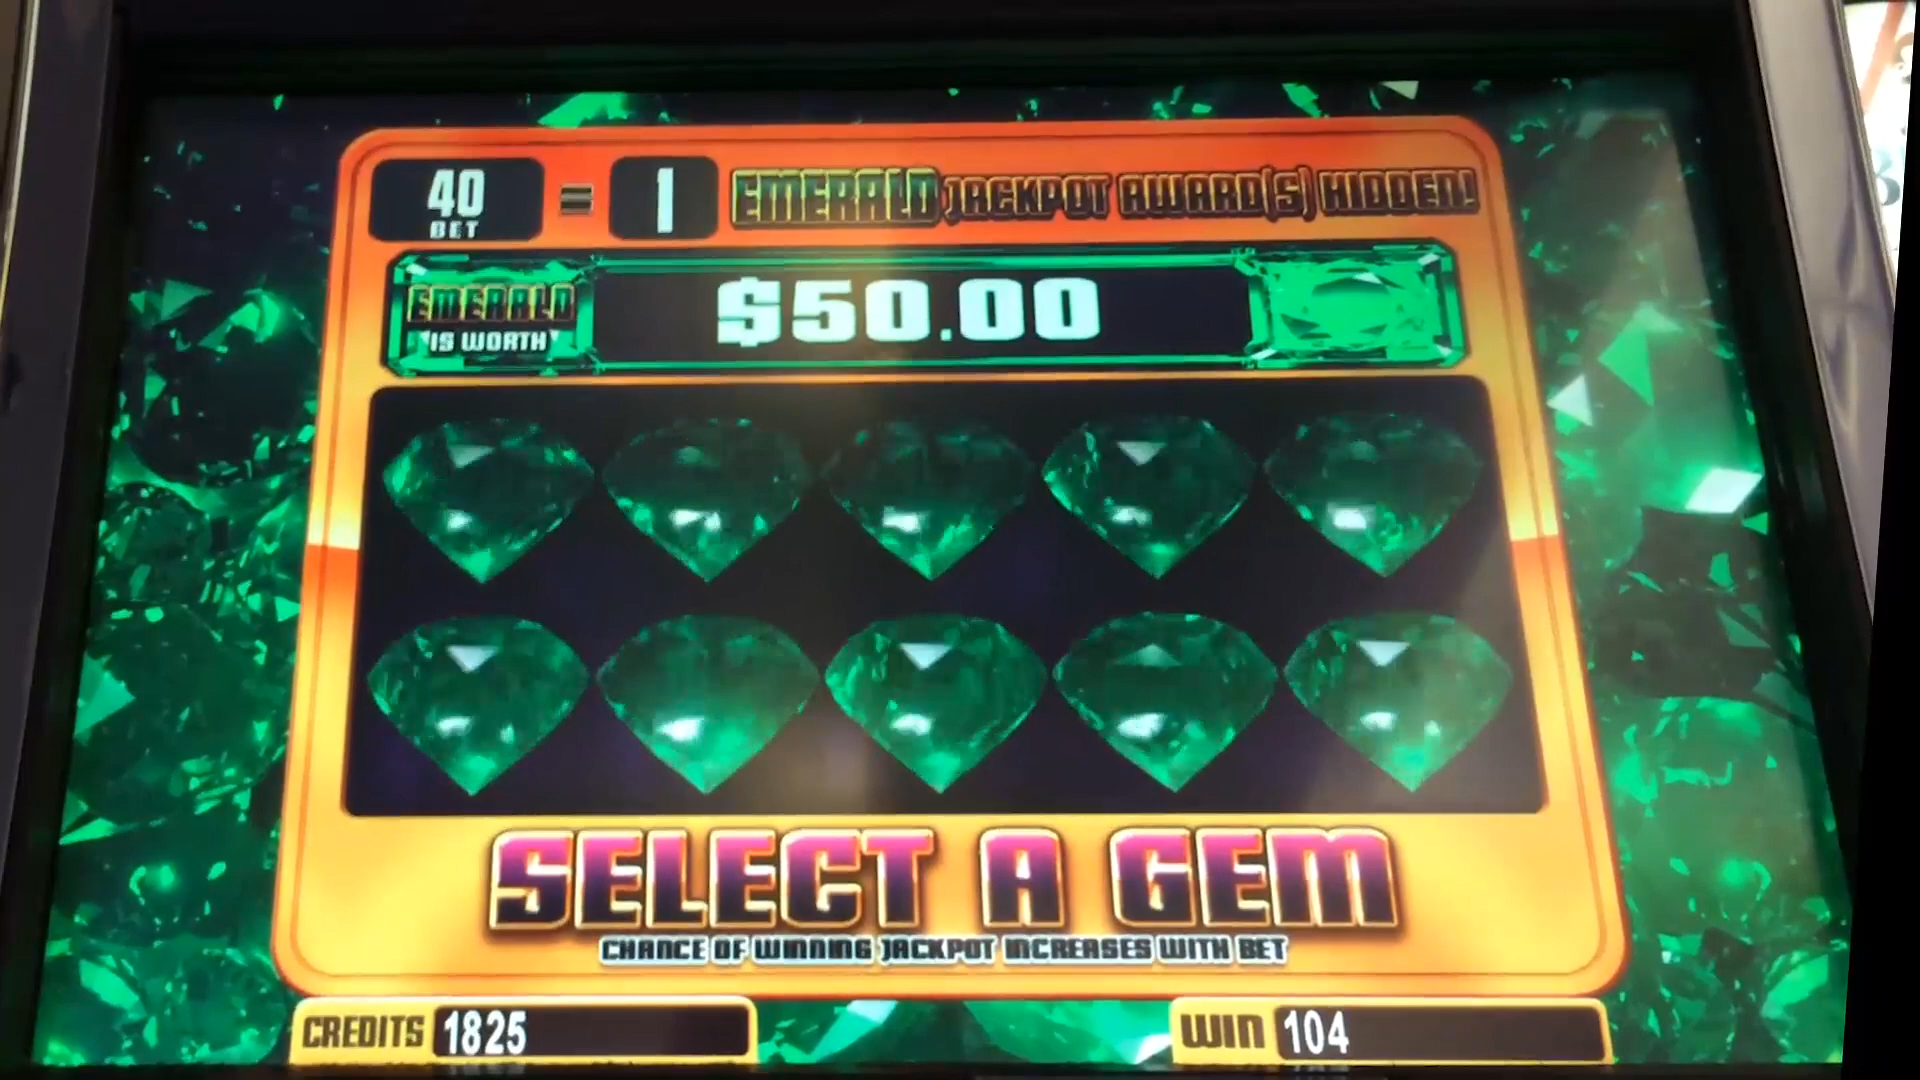 40 = 1 EMERALD JACKPOT AWARD(S) HIDDEN!
BET
EMERALD
IS WORTH
$50.00
SELECT A GEM
CHANCE OF WINNING JACKPOT INCREASES WITH BET
CREDITS 1825
WIN 104